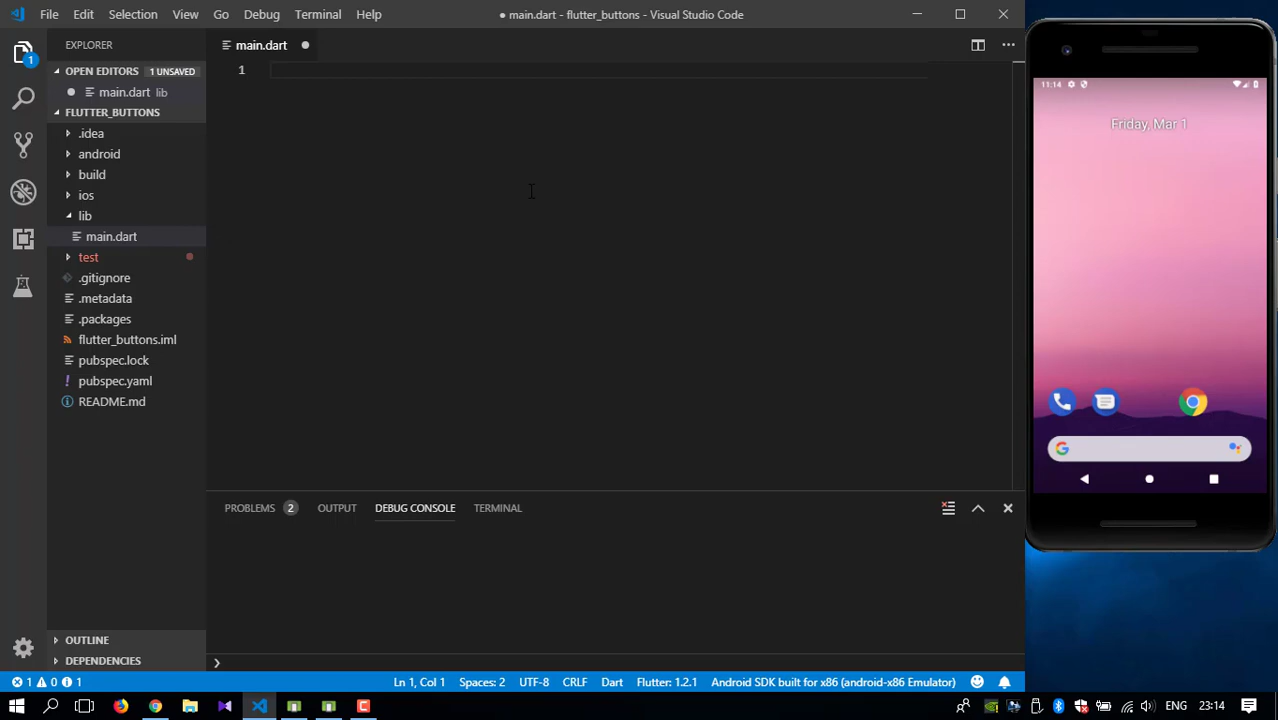 File Edit Selection View Go Debug Terminal Help
● main.dart - flutter_buttons - Visual Studio Code
EXPLORER
main.dart
OPEN EDITORS 1 UNSAVED
1
main.dart lib
FLUTTER_BUTTONS
.idea
android
build
ios
lib
main.dart
test
.gitignore
.metadata
.packages
flutter_buttons.iml
pubspec.lock
! pubspec.yaml
README.md
1
PROBLEMS 2 OUTPUT DEBUG CONSOLE TERMINAL
OUTLINE
DEPENDENCIES
1 0 1
Ln 1, Col 1 Spaces: 2 UTF-8 CRLF Dart Flutter: 1.2.1 Android SDK built for x86 (android-x86 Emulator)
ENG 23:14
11:14
Friday, Mar 1